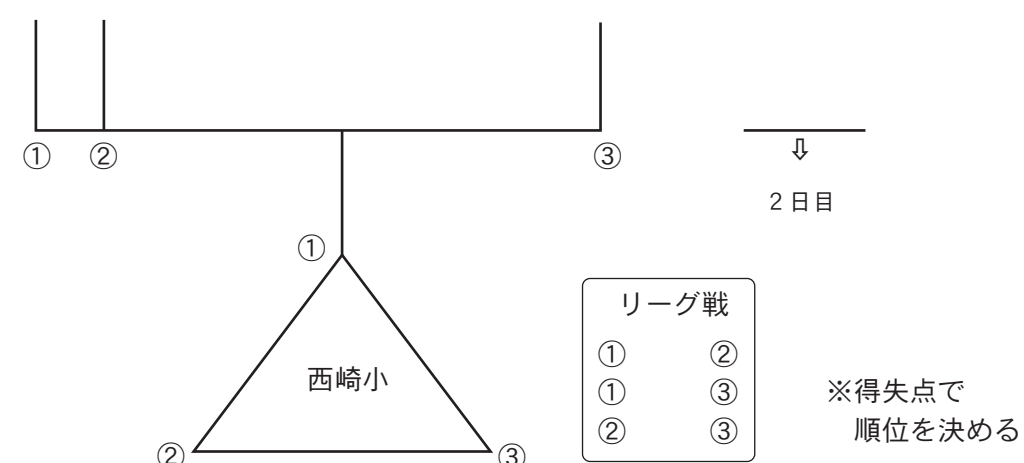 ① ② ③
⇩
2日目
①
西崎小
② ③
リーグ戦
① ②
① ③
② ③
※得失点で
順位を決める